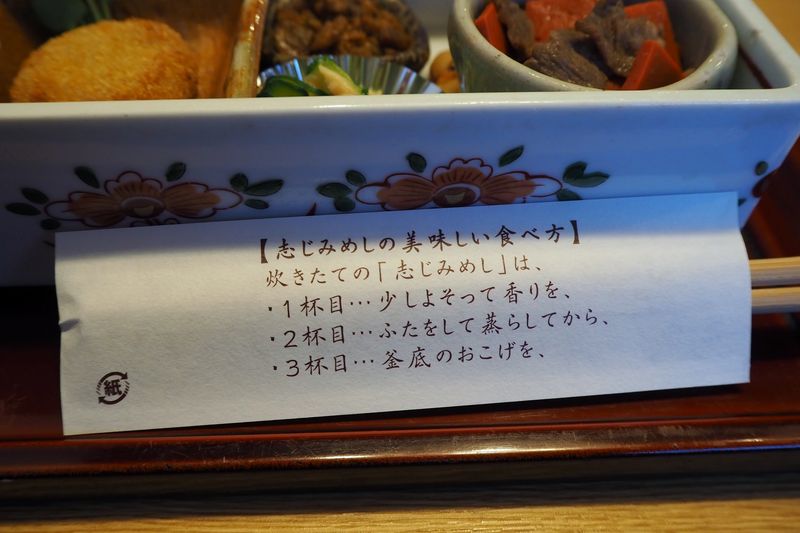 【志じみめしの美味しい食べ方】
炊きたての「志じみめし」は、
・1杯目…少しよそって香りを、
・2杯目…ふたをして蒸らしてから、
・3杯目…釜底のおこげを、
紙